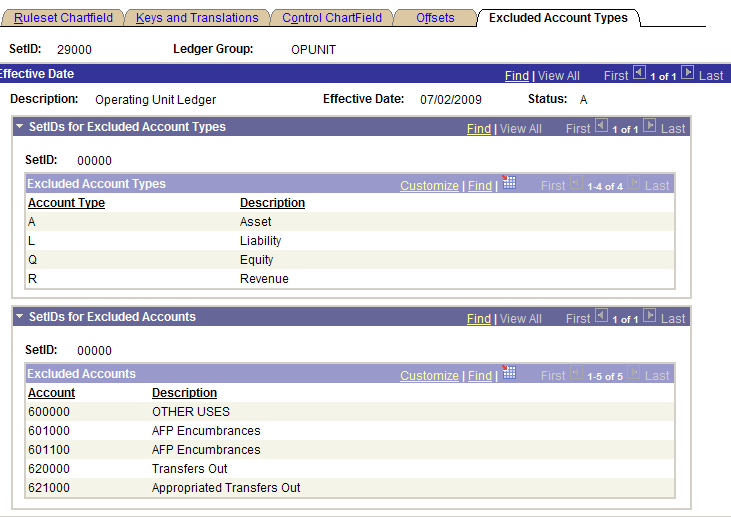 Ruleset Chartfield Keys and Translations Control ChartField Offsets Excluded Account Types
SetID: 29000 Ledger Group: OPUNIT
Effective Date Find | View All First 1 of 1 Last
Description: Operating Unit Ledger Effective Date: 07/02/2009 Status: A
SetIDs for Excluded Account Types Find | View All First 1 of 1 Last
SetID: 00000
Excluded Account Types Customize | Find | First 1-4 of 4 Last
Account Type Description
A Asset
L Liability
Q Equity
R Revenue
SetIDs for Excluded Accounts Find | View All First 1 of 1 Last
SetID: 00000
Excluded Accounts Customize | Find | First 1-5 of 5 Last
Account Description
600000 OTHER USES
601000 AFP Encumbrances
601100 AFP Encumbrances
620000 Transfers Out
621000 Appropriated Transfers Out